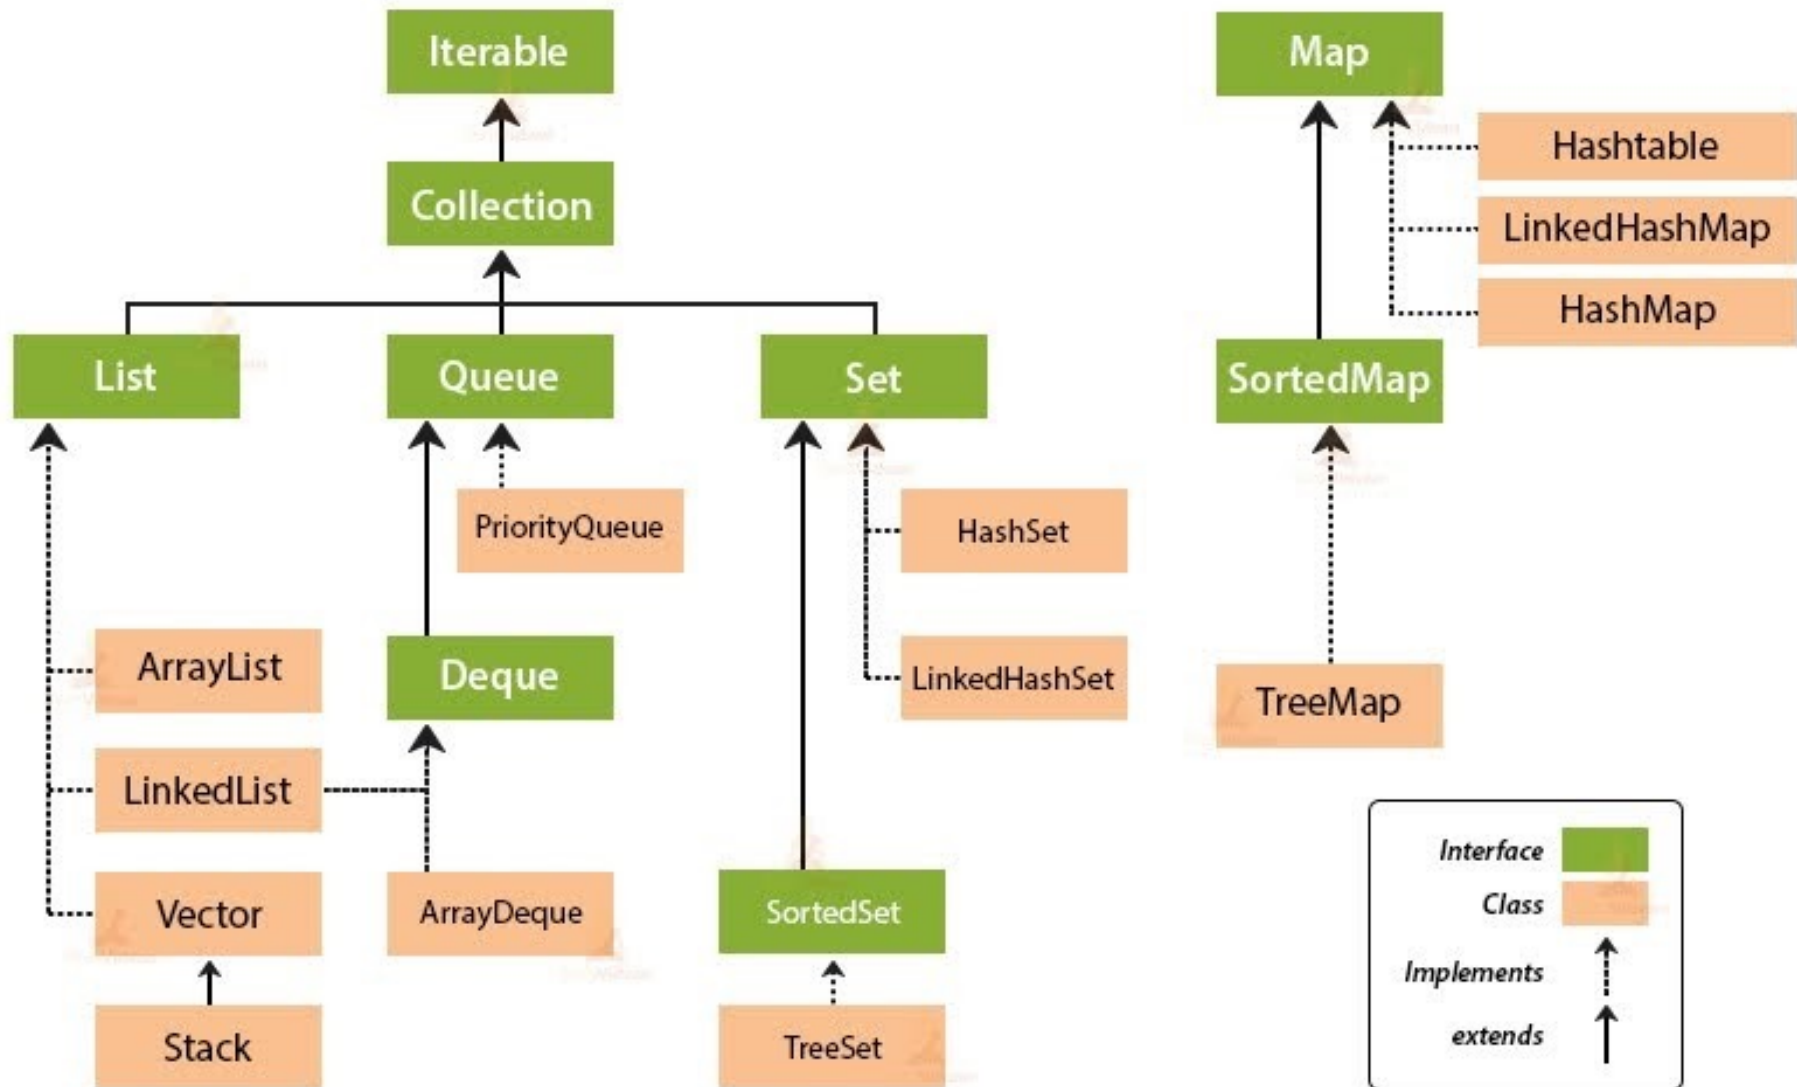 Iterable
Map
Hashtable
Collection
LinkedHashMap
HashMap
List
Queue
Set
SortedMap
PriorityQueue
HashSet
ArrayList
Deque
LinkedHashSet
TreeMap
LinkedList
Interface
Class
Vector
ArrayDeque
SortedSet
Implements
extends
Stack
TreeSet